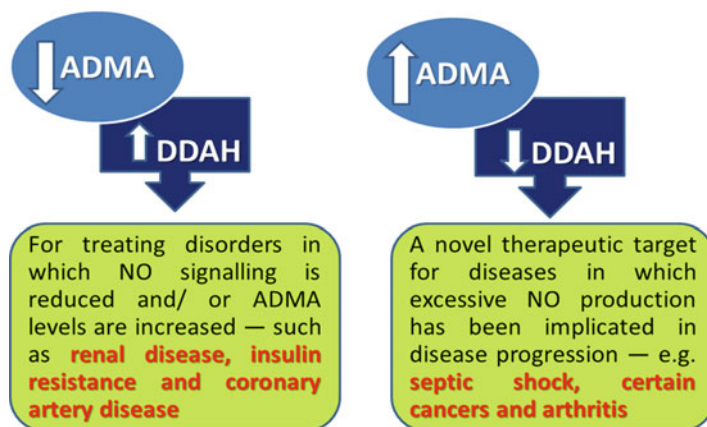 ADMA
DDAH
For treating disorders in
which NO signalling is
reduced and/ or ADMA
levels are increased — such
as renal disease, insulin
resistance and coronary
artery disease
ADMA
DDAH
A novel therapeutic target
for diseases in which
excessive NO production
has been implicated in
disease progression — e.g.
septic shock, certain
cancers and arthritis